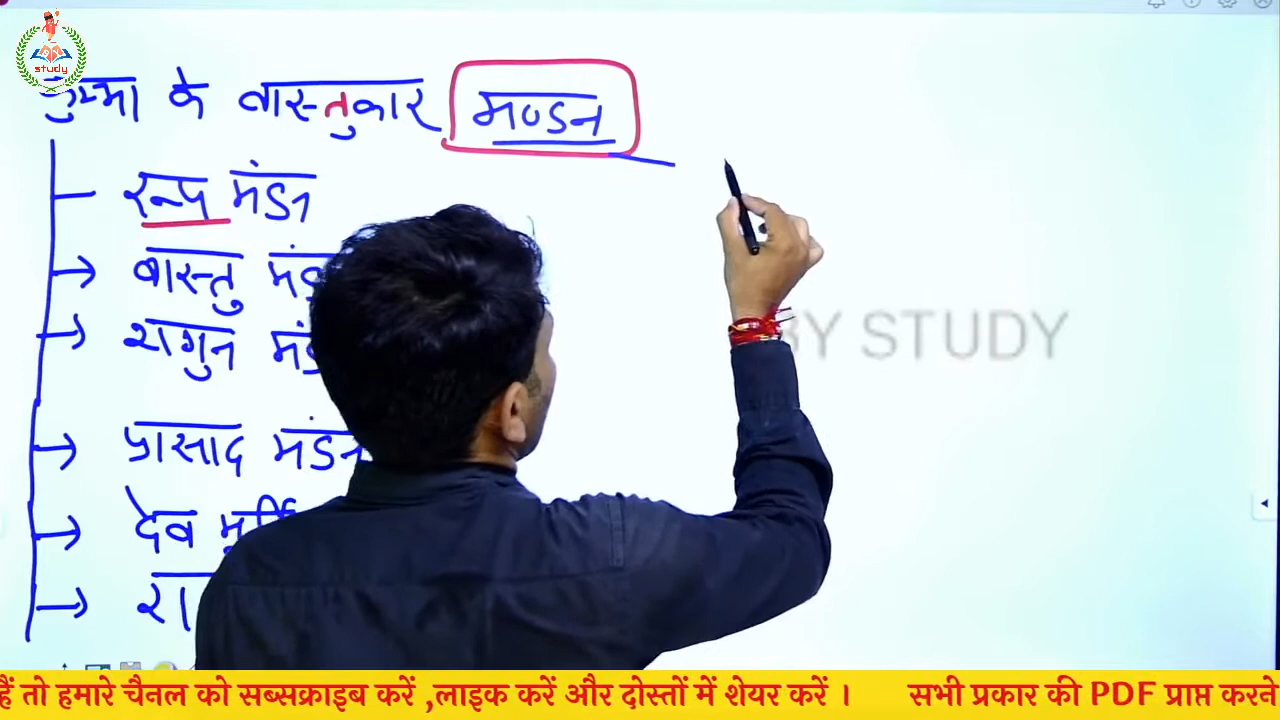 study
कुम्भा के वास्तुकार मण्डन
रूप मंडन
वास्तु मंड
शगुन मंड
प्रासाद मंडन
देव मूर्ति
रा
BY STUDY
हैं तो हमारे चैनल को सब्सक्राइब करें ,लाइक करें और दोस्तों में शेयर करें । सभी प्रकार की PDF प्राप्त करने